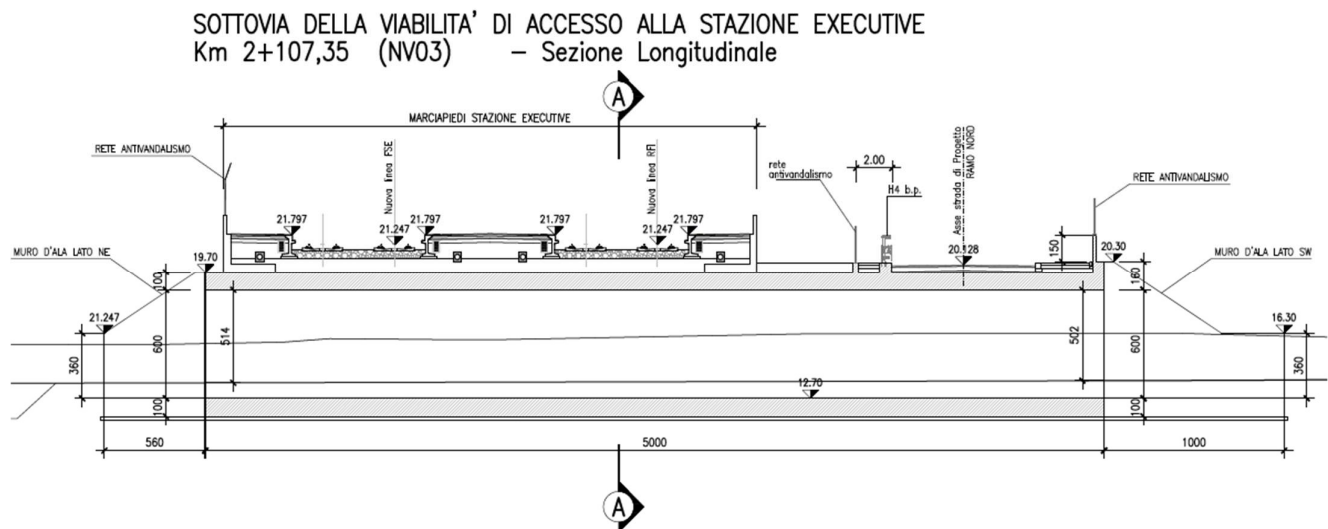 SOTTOVIA DELLA VIABILITA' DI ACCESSO ALLA STAZIONE EXECUTIVE
Km 2+107,35 (NV03) – Sezione Longitudinale
A
MARCIAPIEDI STAZIONE EXECUTIVE
RETE ANTIVANDALISMO
Nuova linea FSE
Nuova linea RFI
rete
antivandalismo
2.00
H4 b.p.
Asse strada di Progetto
RAMO NORD
RETE ANTIVANDALISMO
21.797
21.247
21.797
21.797
21.247
21.797
20.128
150
20.30
MURO D'ALA LATO NE
19.70
MURO D'ALA LATO SW
100
160
21.247
16.30
360
600
514
502
600
360
12.70
100
100
560
5000
1000
A